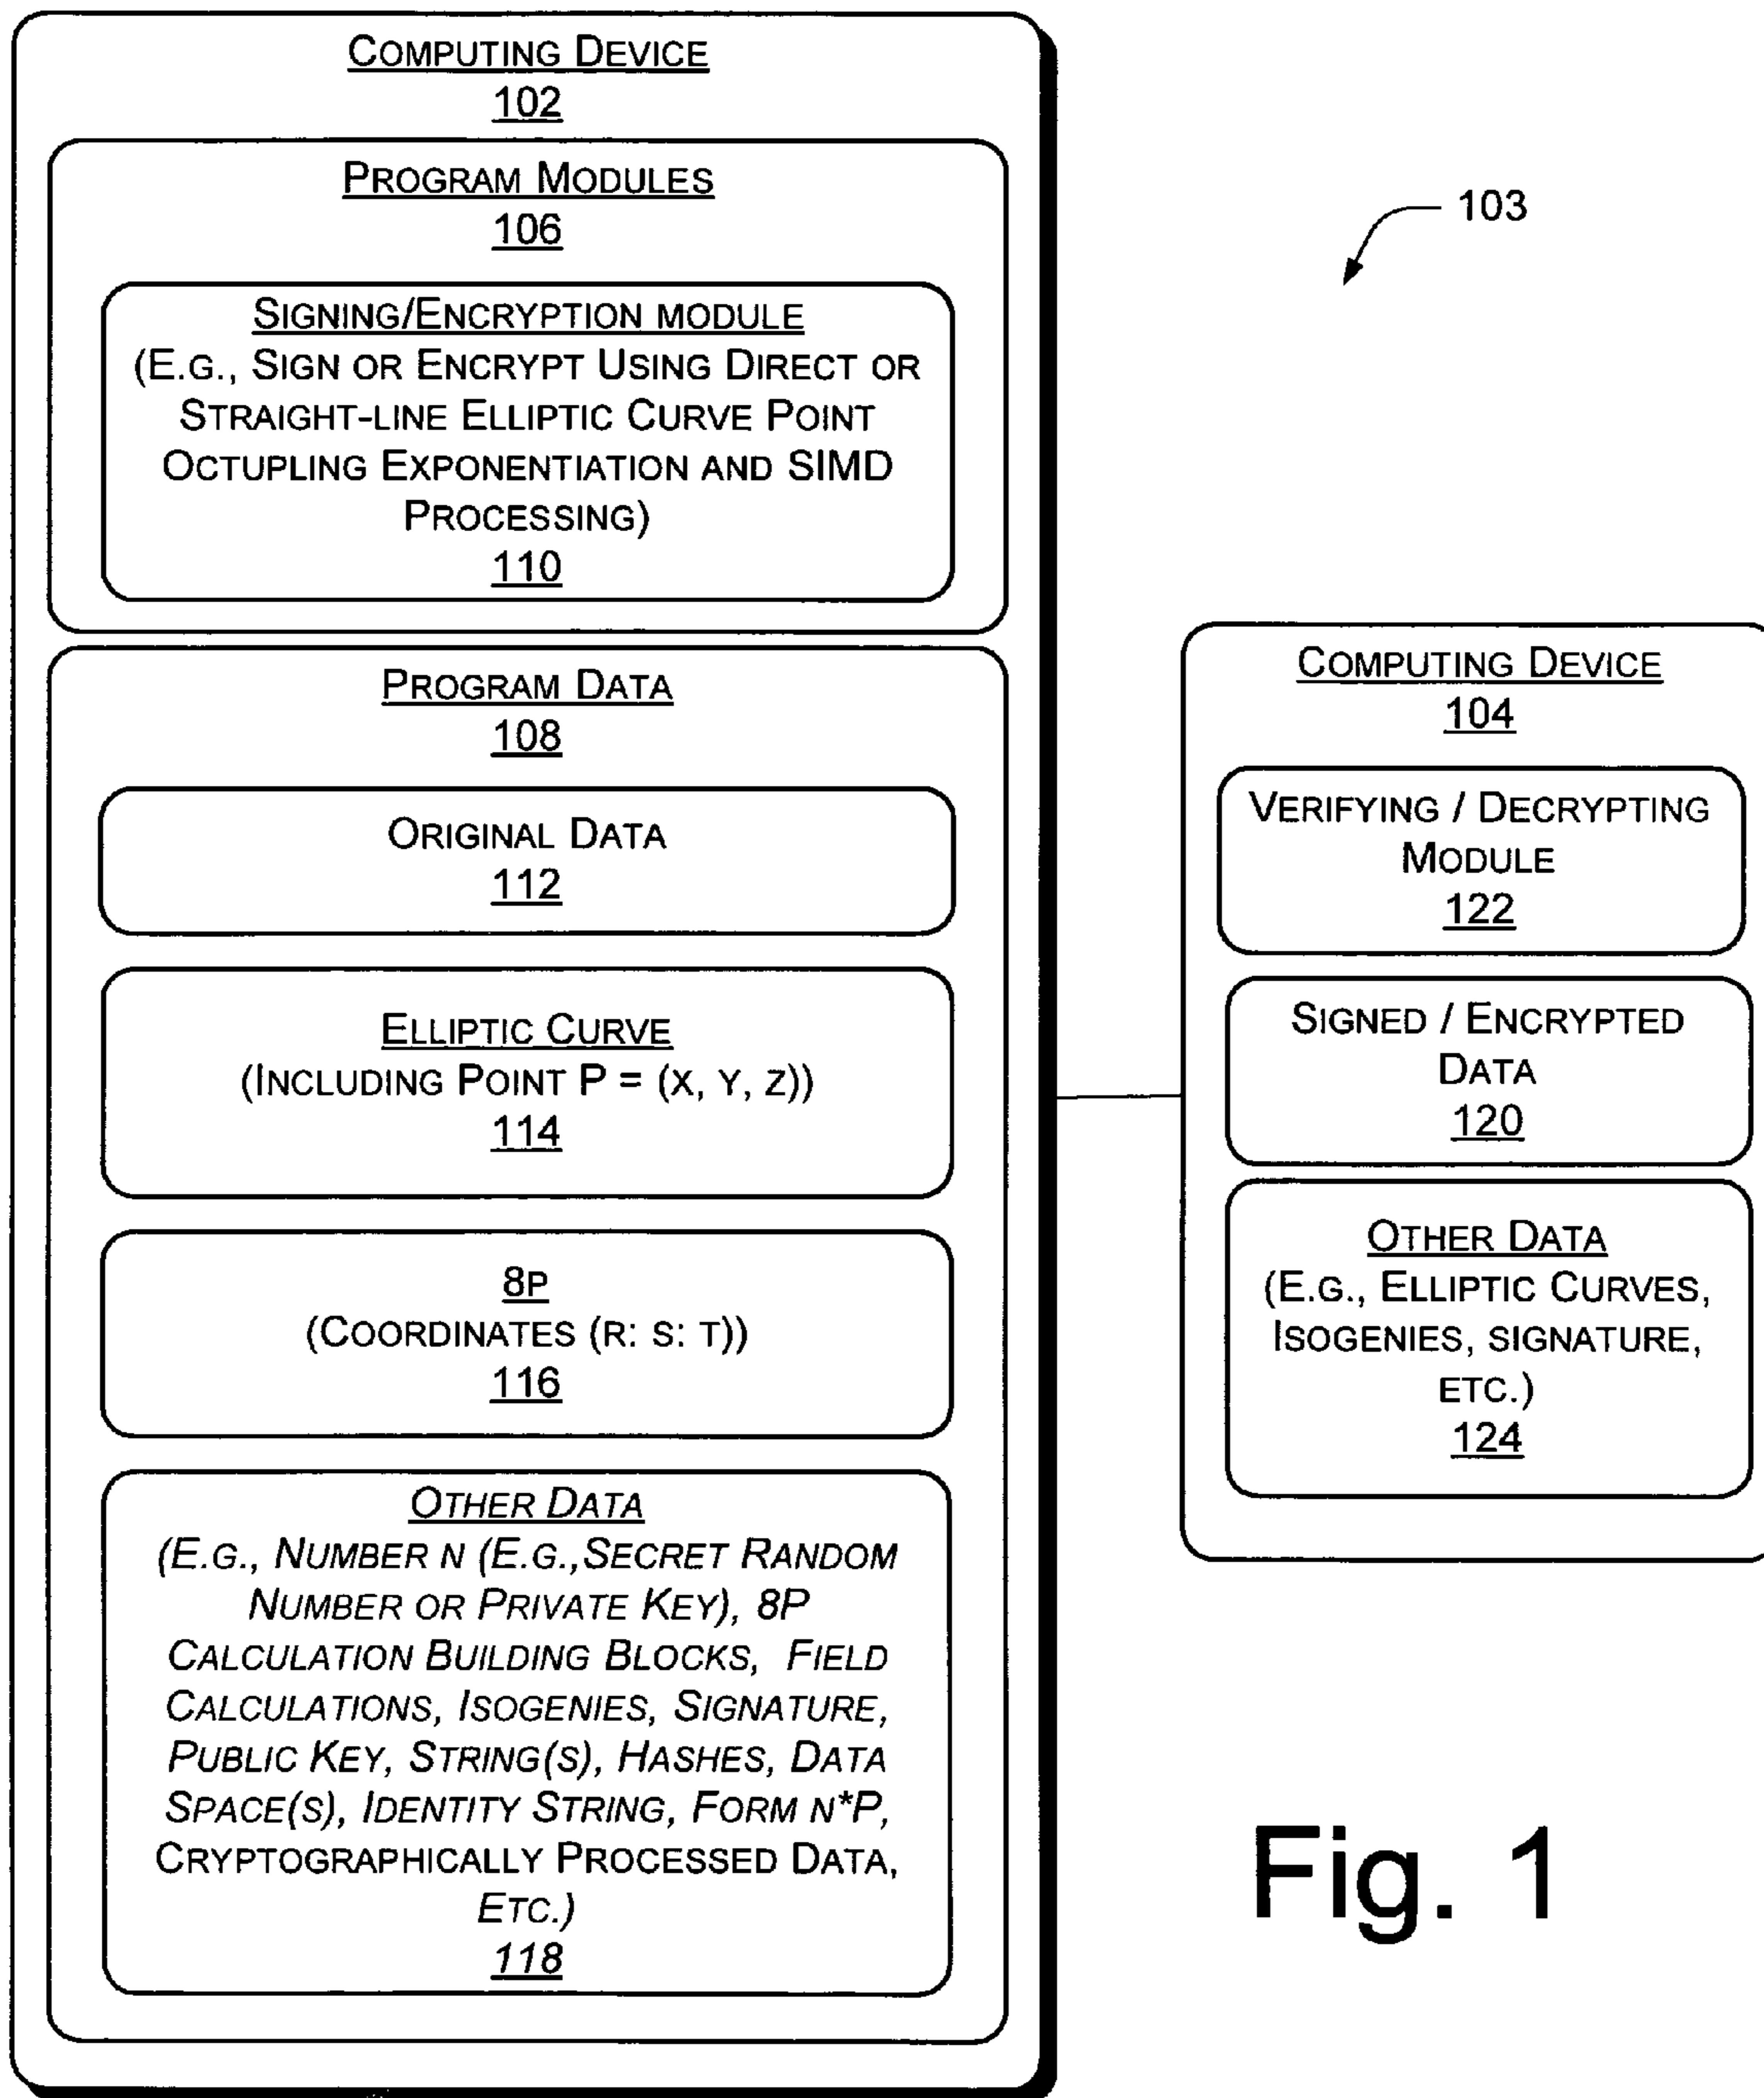 COMPUTING DEVICE
102
PROGRAM MODULES
106
SIGNING/ENCRYPTION MODULE
(E.G., SIGN OR ENCRYPT USING DIRECT OR
STRAIGHT-LINE ELLIPTIC CURVE POINT
OCTUPLING EXPONENTIATION AND SIMD
PROCESSING)
110
PROGRAM DATA
108
ORIGINAL DATA
112
ELLIPTIC CURVE
(INCLUDING POINT P = (X, Y, Z))
114
8P
(COORDINATES (R: S: T))
116
OTHER DATA
(E.G., NUMBER N (E.G.,SECRET RANDOM
NUMBER OR PRIVATE KEY), 8P
CALCULATION BUILDING BLOCKS, FIELD
CALCULATIONS, ISOGENIES, SIGNATURE,
PUBLIC KEY, STRING(S), HASHES, DATA
SPACE(S), IDENTITY STRING, FORM N*P,
CRYPTOGRAPHICALLY PROCESSED DATA,
ETC.)
118
103
COMPUTING DEVICE
104
VERIFYING / DECRYPTING
MODULE
122
SIGNED / ENCRYPTED
DATA
120
OTHER DATA
(E.G., ELLIPTIC CURVES,
ISOGENIES, SIGNATURE,
ETC.)
124
Fig. 1